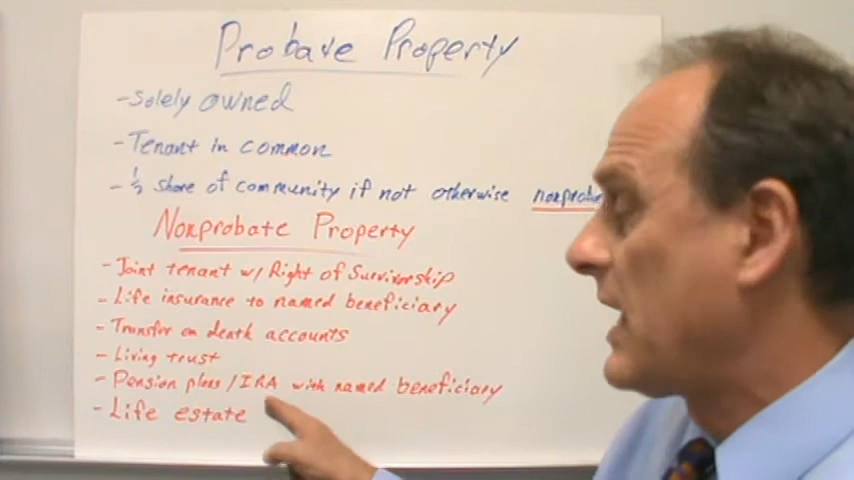 Probate Property
- Solely owned
- Tenant in common
- 1/2 share of community if not otherwise
Nonprobate Property
- Joint tenant w/ Right of Survivorship
- Life insurance to named beneficiary
- Transfer on death accounts
- Living trust
- Pension plans / IRA with named beneficiary
- Life estate